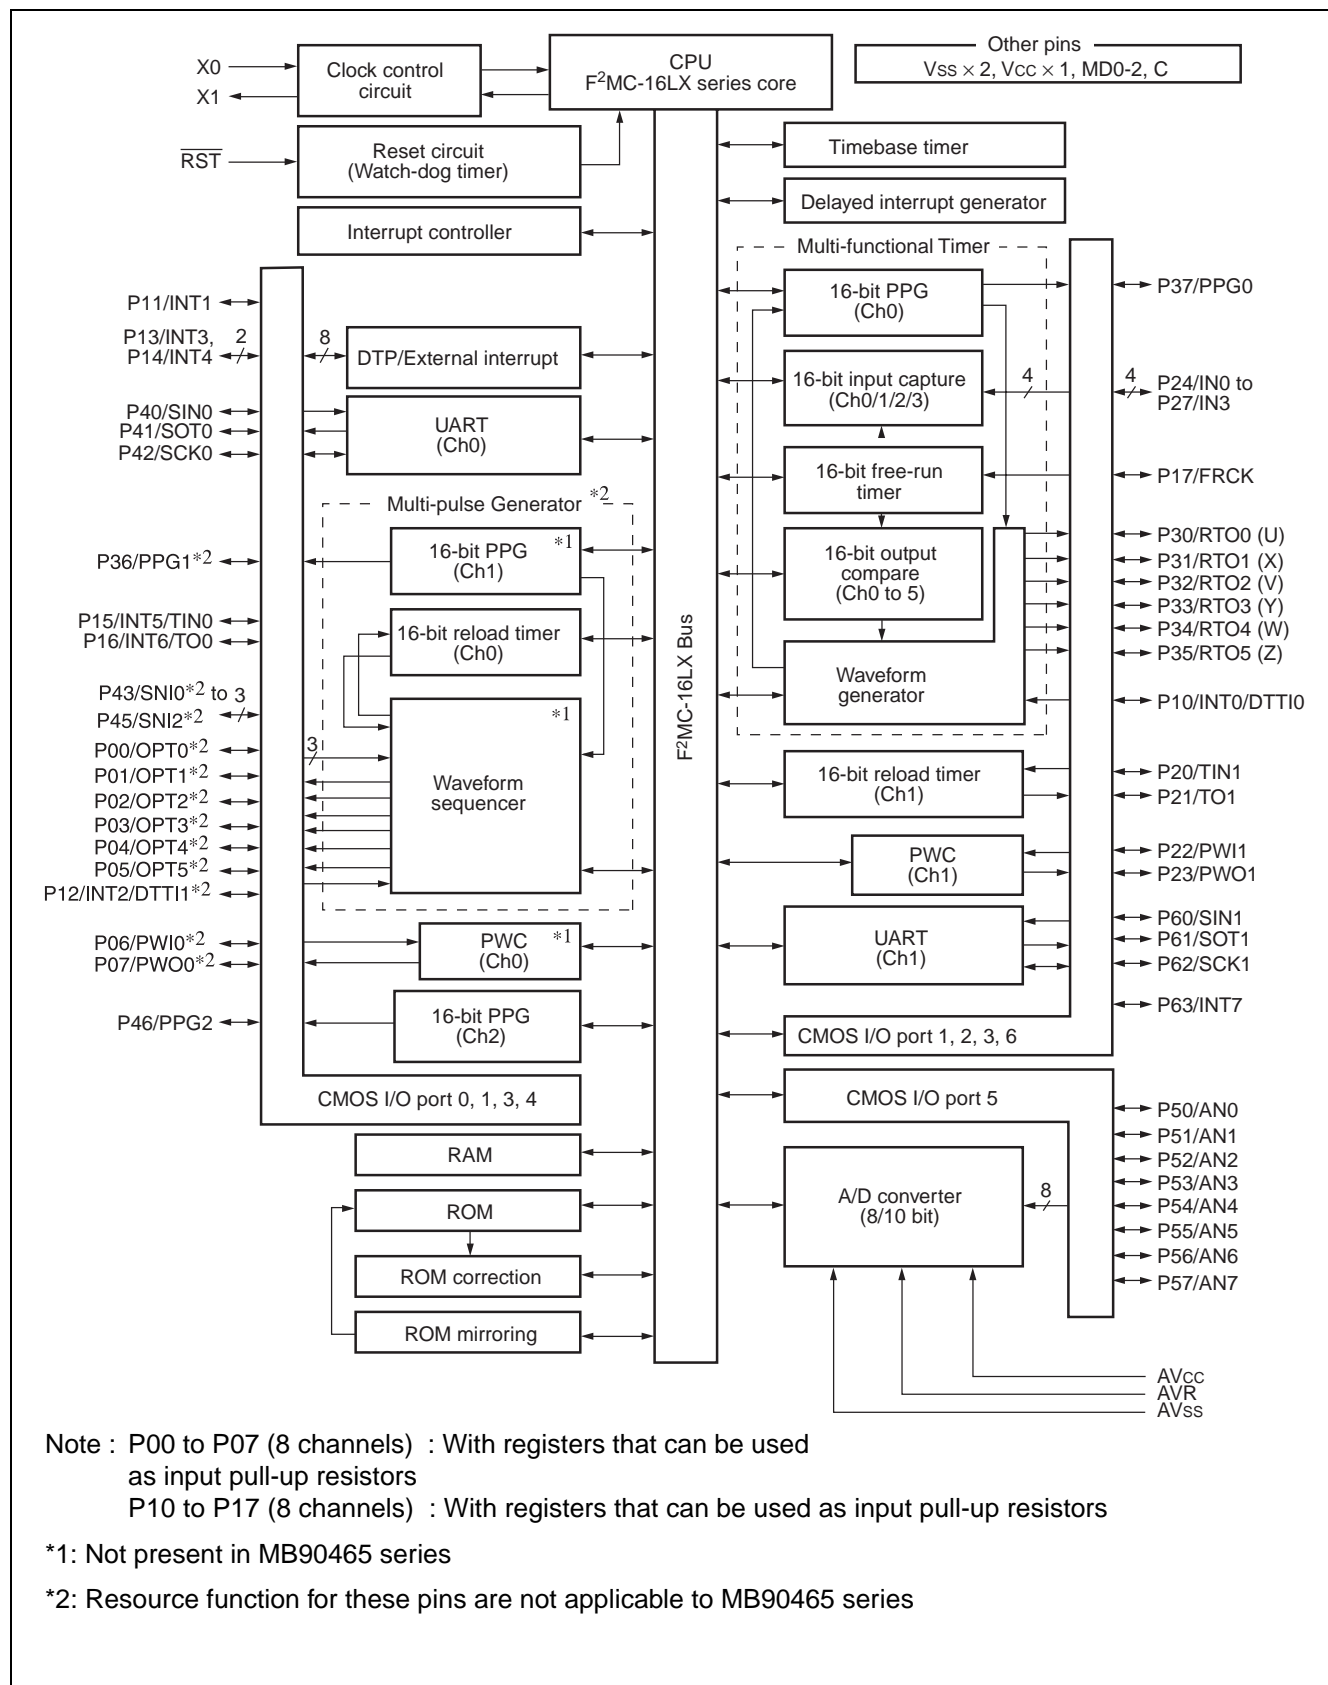 X0
X1
Clock control
circuit
CPU
F²MC-16LX series core
Other pins
Vss × 2, Vcc × 1, MD0-2, C
RST
Reset circuit
(Watch-dog timer)
Interrupt controller
Timebase timer
Delayed interrupt generator
F²MC-16LX Bus
P11/INT1
P13/INT3,
P14/INT4
2
8
DTP/External interrupt
P40/SIN0
P41/SOT0
P42/SCK0
UART
(Ch0)
Multi-pulse Generator *2
P36/PPG1*2
16-bit PPG
(Ch1)
*1
P15/INT5/TIN0
P16/INT6/TO0
16-bit reload timer
(Ch0)
P43/SNI0*2 to
P45/SNI2*2
3
P00/OPT0*2
P01/OPT1*2
P02/OPT2*2
P03/OPT3*2
P04/OPT4*2
P05/OPT5*2
P12/INT2/DTTI1*2
3
Waveform
sequencer
*1
P06/PWI0*2
P07/PWO0*2
PWC
(Ch0)
*1
P46/PPG2
16-bit PPG
(Ch2)
CMOS I/O port 0, 1, 3, 4
RAM
ROM
ROM correction
ROM mirroring
Multi-functional Timer
16-bit PPG
(Ch0)
P37/PPG0
16-bit input capture
(Ch0/1/2/3)
4
4
P24/IN0 to
P27/IN3
16-bit free-run
timer
P17/FRCK
16-bit output
compare
(Ch0 to 5)
P30/RTO0 (U)
P31/RTO1 (X)
P32/RTO2 (V)
P33/RTO3 (Y)
P34/RTO4 (W)
P35/RTO5 (Z)
Waveform
generator
P10/INT0/DTTI0
16-bit reload timer
(Ch1)
P20/TIN1
P21/TO1
PWC
(Ch1)
P22/PWI1
P23/PWO1
UART
(Ch1)
P60/SIN1
P61/SOT1
P62/SCK1
P63/INT7
CMOS I/O port 1, 2, 3, 6
CMOS I/O port 5
A/D converter
(8/10 bit)
8
P50/AN0
P51/AN1
P52/AN2
P53/AN3
P54/AN4
P55/AN5
P56/AN6
P57/AN7
AVcc
AVR
AVss
Note : P00 to P07 (8 channels) : With registers that can be used
as input pull-up resistors
P10 to P17 (8 channels) : With registers that can be used as input pull-up resistors
*1: Not present in MB90465 series
*2: Resource function for these pins are not applicable to MB90465 series